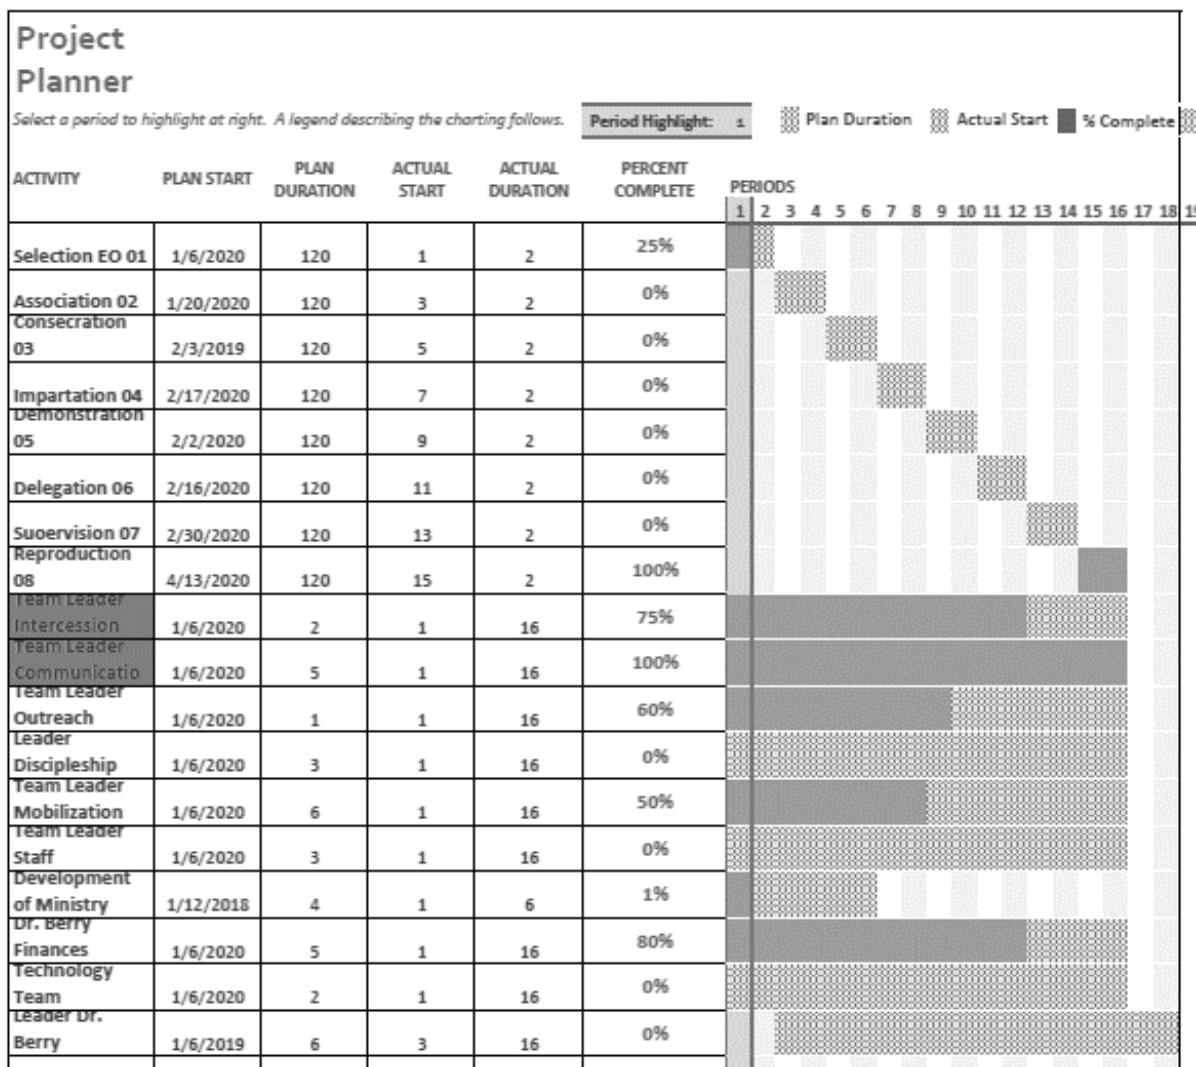 Project
Planner
Select a period to highlight at right. A legend describing the charting follows. Period Highlight: 1 Plan Duration Actual Start % Complete
ACTIVITY PLAN START PLAN DURATION ACTUAL START ACTUAL DURATION PERCENT COMPLETE PERIODS
1 2 3 4 5 6 7 8 9 10 11 12 13 14 15 16 17 18 19
Selection EO 01 1/6/2020 120 1 2 25%
Association 02 1/20/2020 120 3 2 0%
Consecration
03 2/3/2019 120 5 2 0%
Impartation 04 2/17/2020 120 7 2 0%
Demonstration
05 2/2/2020 120 9 2 0%
Delegation 06 2/16/2020 120 11 2 0%
Suoervision 07 2/30/2020 120 13 2 0%
Reproduction
08 4/13/2020 120 15 2 100%
Team Leader
Intercession 1/6/2020 2 1 16 75%
Team Leader
Communicatio 1/6/2020 5 1 16 100%
Team Leader
Outreach 1/6/2020 1 1 16 60%
Leader
Discipleship 1/6/2020 3 1 16 0%
Team Leader
Mobilization 1/6/2020 6 1 16 50%
Team Leader
Staff 1/6/2020 3 1 16 0%
Development
of Ministry 1/12/2018 4 1 6 1%
Dr. Berry
Finances 1/6/2020 5 1 16 80%
Technology
Team 1/6/2020 2 1 16 0%
Leader Dr.
Berry 1/6/2019 6 3 16 0%